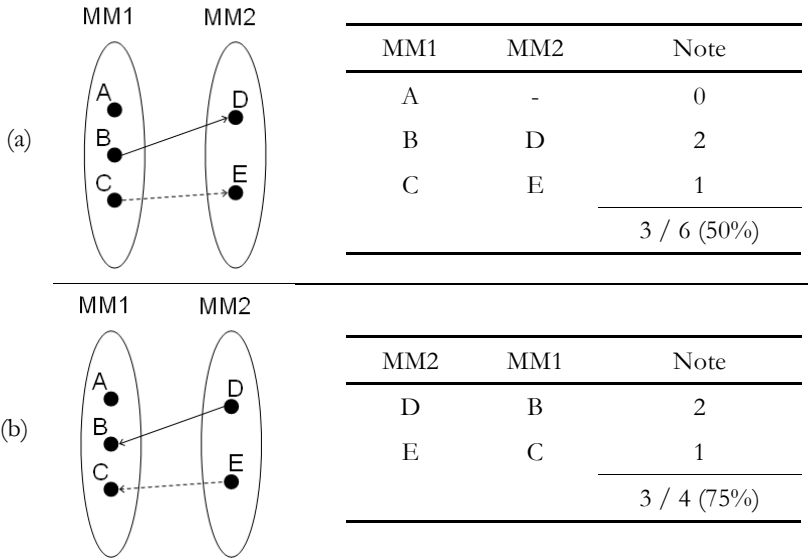 MM1 MM2
(a)
A
B
C
D
E
MM1 MM2 Note
A - 0
B D 2
C E 1
3 / 6 (50%)
MM1 MM2
(b)
A
B
C
D
E
MM2 MM1 Note
D B 2
E C 1
3 / 4 (75%)